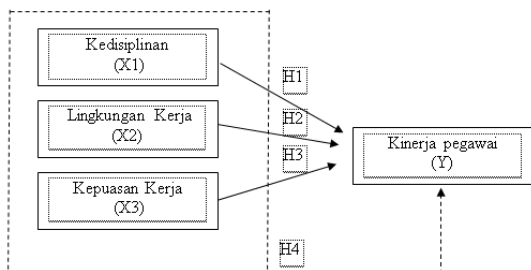 Kedisiplinan
(X1)
H1
Lingkungan Kerja
(X2)
H2
Kinerja pegawai
(Y)
H3
Kepuasan Kerja
(X3)
H4